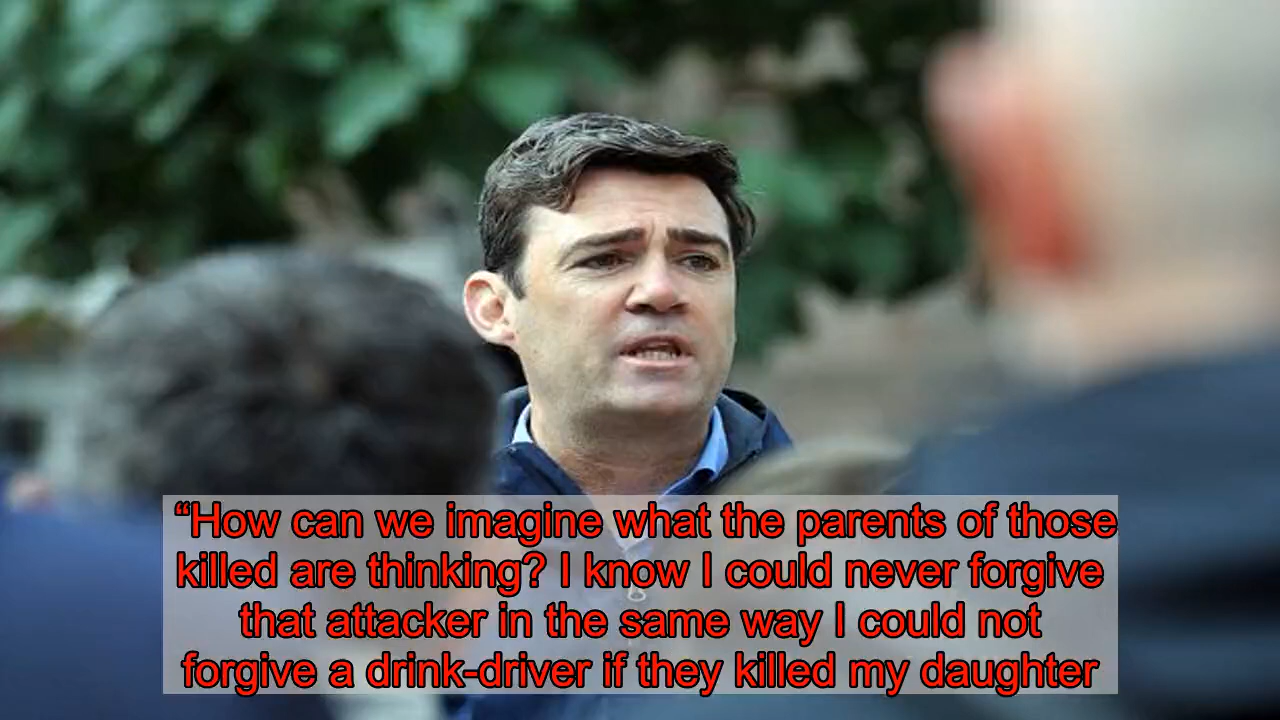 “How can we imagine what the parents of those
killed are thinking? I know I could never forgive
that attacker in the same way I could not
forgive a drink-driver if they killed my daughter